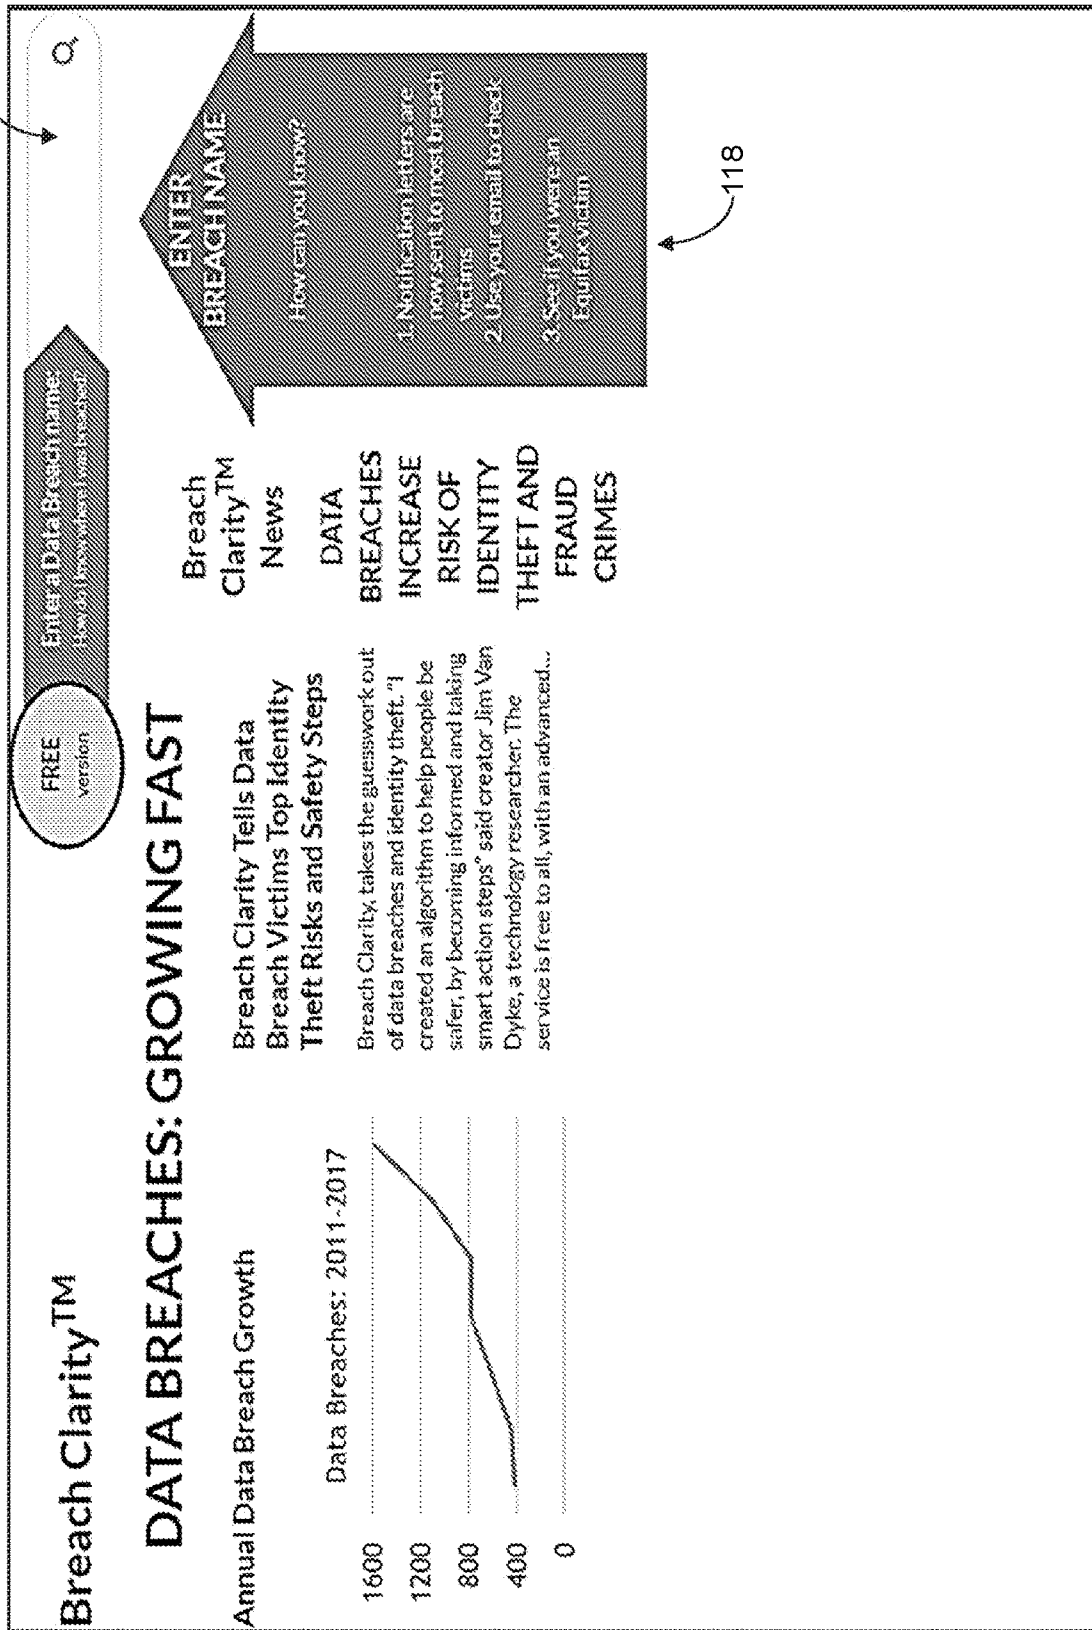 Breach Clarity™
FREE
version
Enter a Data Breach name:
How do I know where I was breached?
DATA BREACHES: GROWING FAST
Annual Data Breach Growth
Data Breaches: 2011-2017
1600
1200
800
400
0
Breach Clarity Tells Data
Breach Victims Top Identity
Theft Risks and Safety Steps
Breach Clarity, takes the guesswork out
of data breaches and identity theft. "I
created an algorithm to help people be
safer, by becoming informed and taking
smart action steps" said creator Jim Van
Dyke, a technology researcher. The
service is free to all, with an advanced...
Breach
Clarity™
News
DATA
BREACHES
INCREASE
RISK OF
IDENTITY
THEFT AND
FRAUD
CRIMES
ENTER
BREACH NAME
How can you know?
1. Notification letters are
now sent to most breach
victims
2. Use your email to check
3. See if you were an
Equifax victim
118